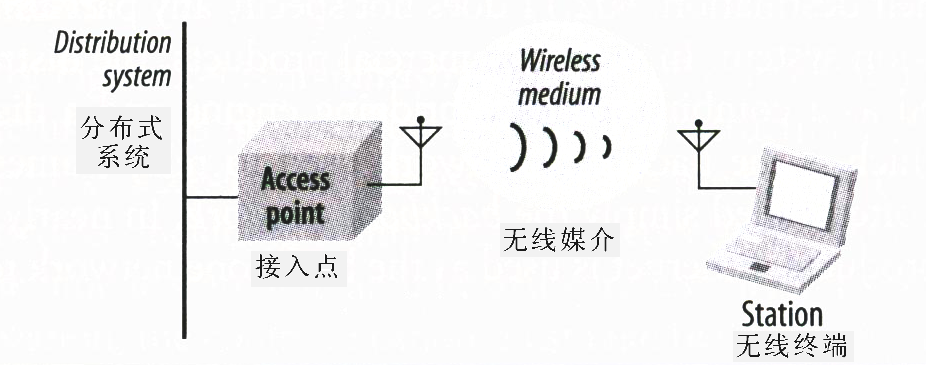 Distribution
system
分布式
系统
Access
point
接入点
Wireless
medium
无线媒介
Station
无线终端